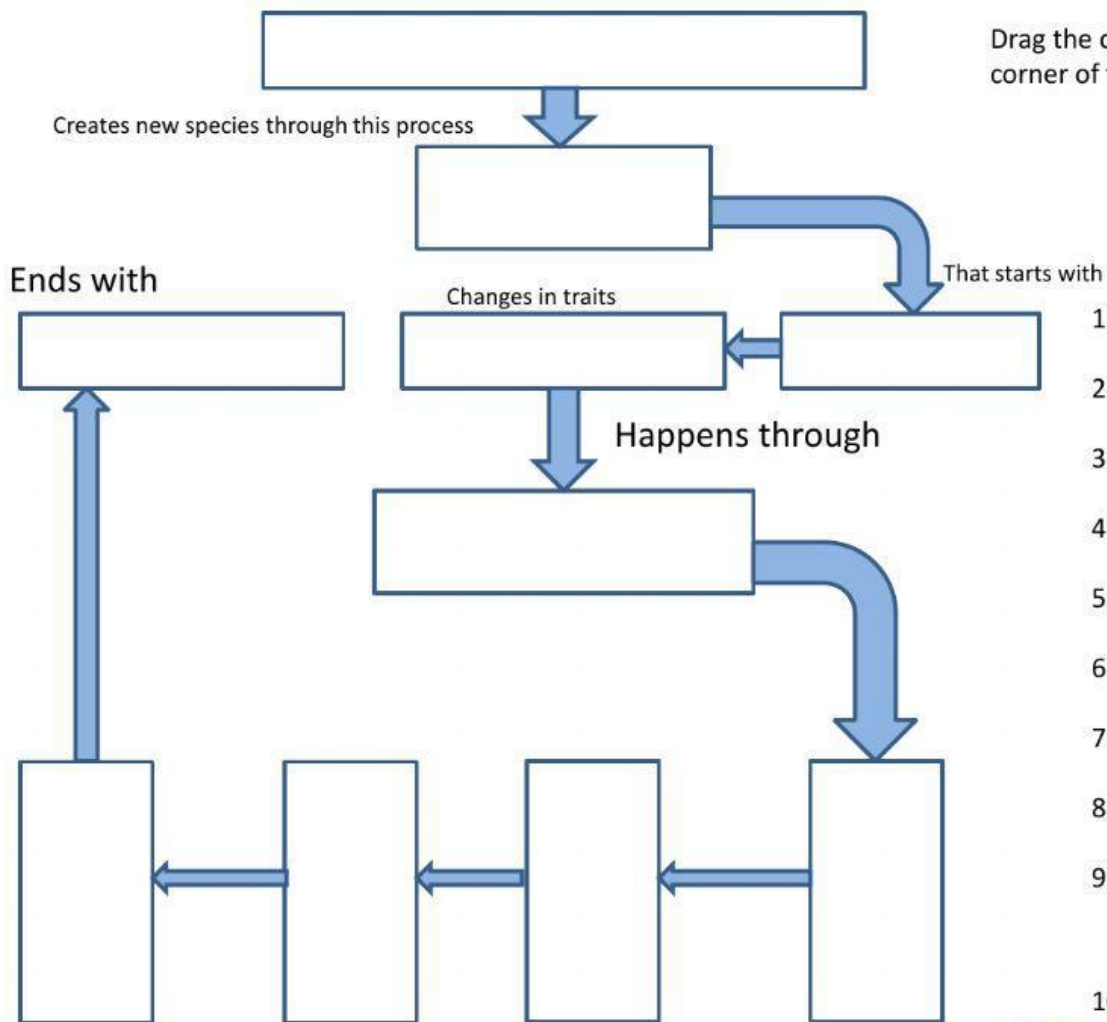 Drag the
corner of
Creates new species through this process
Ends with
Changes in traits
That starts with
1
2
3
Happens through
4
5
6
7
8
9